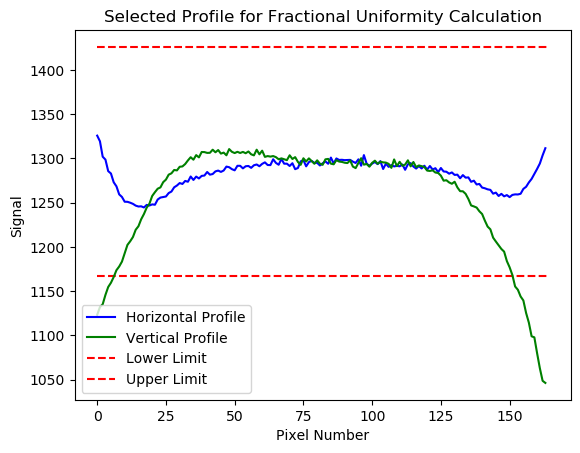 Selected Profile for Fractional Uniformity Calculation
Signal
1400
1350
1300
1250
1200
1150
1100
1050
Horizontal Profile
Vertical Profile
Lower Limit
Upper Limit
0 25 50 75 100 125 150
Pixel Number